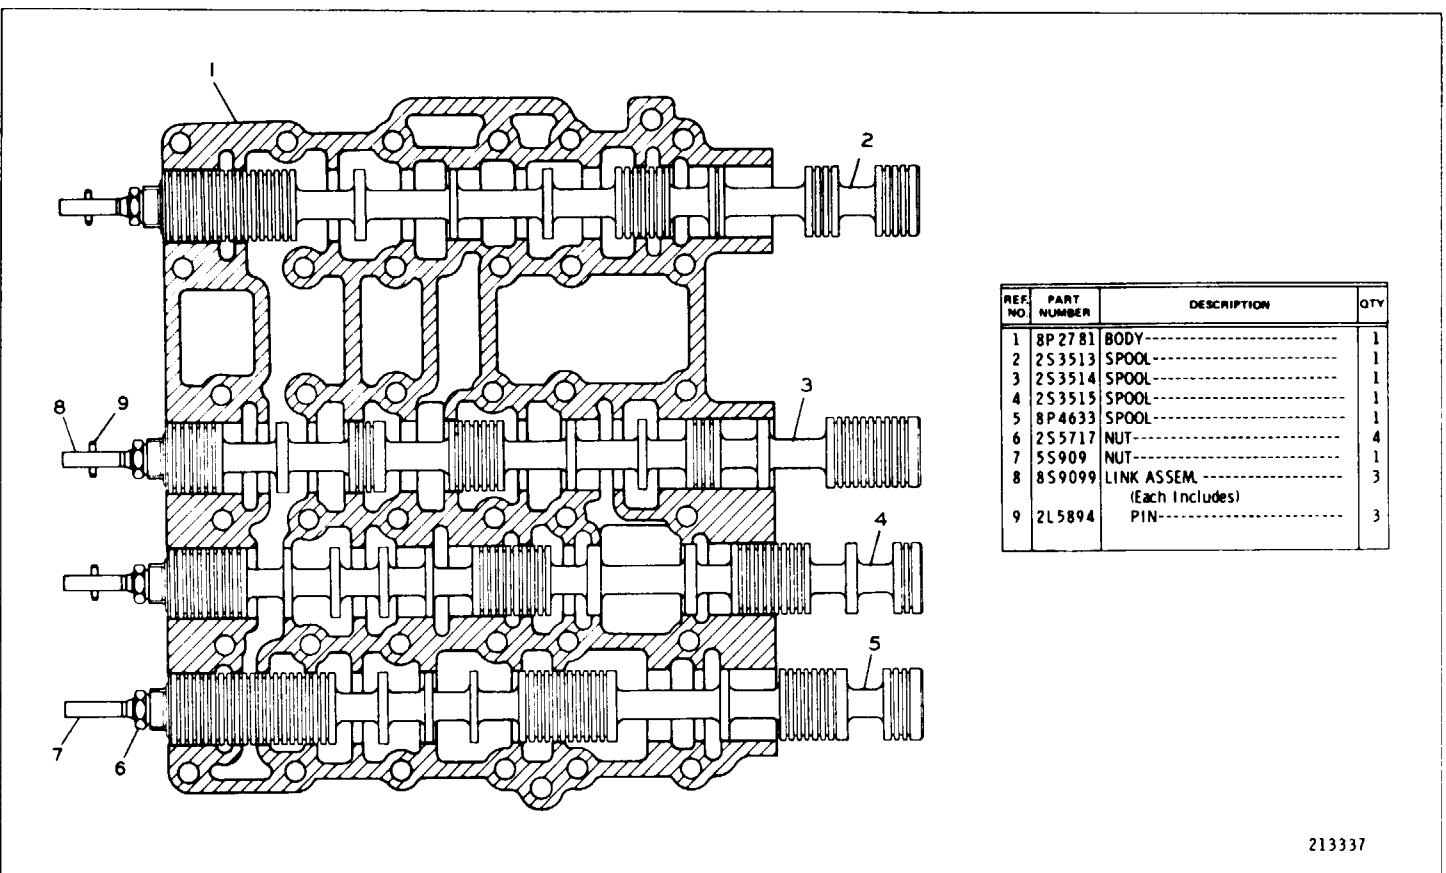 1
2
3
4
5
6
7
8
9
REF. NO. PART NUMBER DESCRIPTION QTY
1 8P2781 BODY 1
2 2S3513 SPOOL 1
3 2S3514 SPOOL 1
4 2S3515 SPOOL 1
5 8P4633 SPOOL 1
6 2S5717 NUT 4
7 5S909 NUT 1
8 8S9099 LINK ASSEM. 3
(Each Includes)
9 2L5894 PIN 3
213337